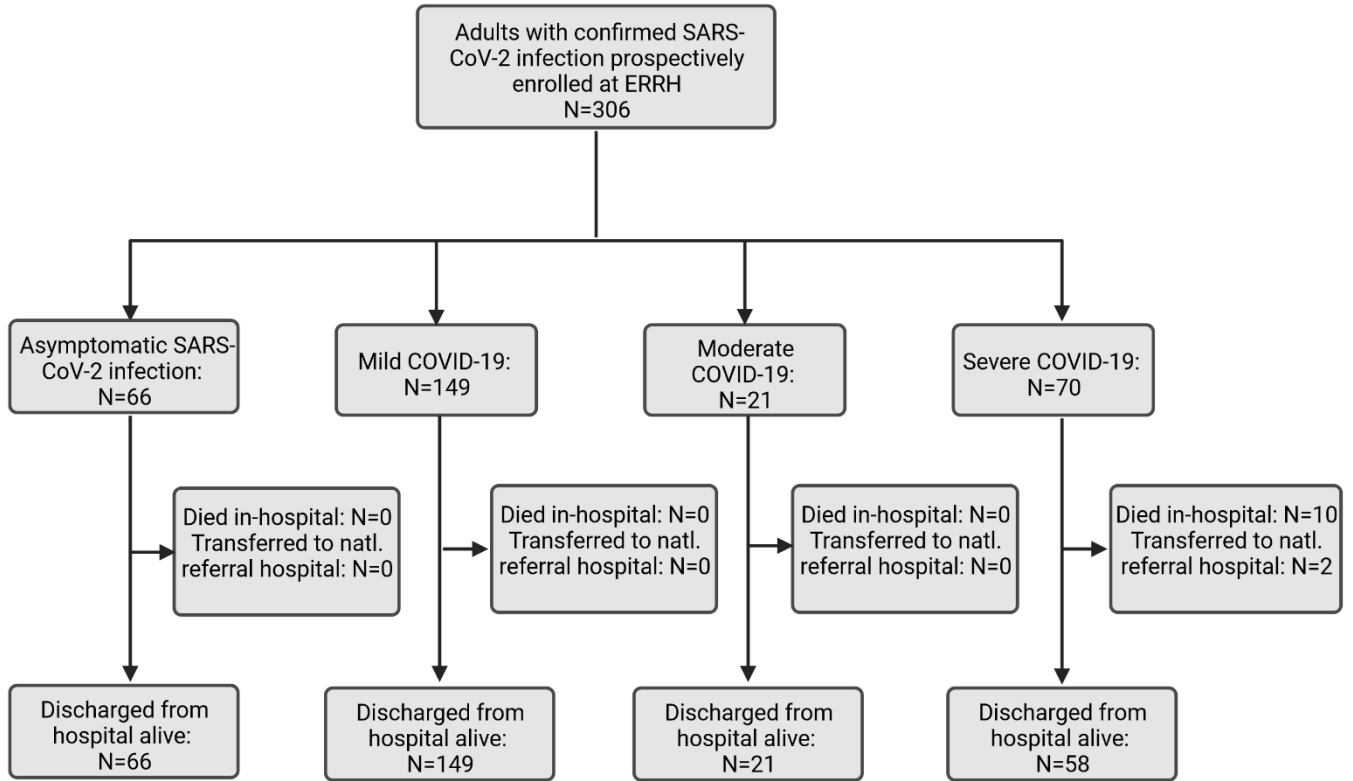 Adults with confirmed SARS-
CoV-2 infection prospectively
enrolled at ERRH
N=306
Asymptomatic SARS-
CoV-2 infection:
N=66
Mild COVID-19:
N=149
Moderate
COVID-19:
N=21
Severe COVID-19:
N=70
Died in-hospital: N=0
Transferred to natl.
referral hospital: N=0
Died in-hospital: N=0
Transferred to natl.
referral hospital: N=0
Died in-hospital: N=0
Transferred to natl.
referral hospital: N=0
Died in-hospital: N=10
Transferred to natl.
referral hospital: N=2
Discharged from
hospital alive:
N=66
Discharged from
hospital alive:
N=149
Discharged from
hospital alive:
N=21
Discharged from
hospital alive:
N=58